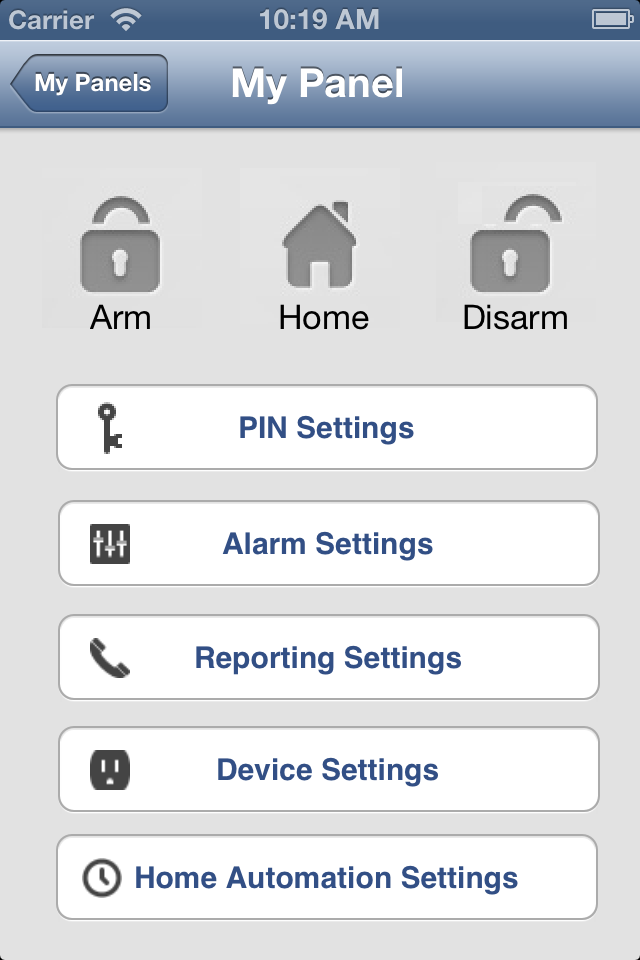 Carrier 10:19 AM
My Panels My Panel
Arm Home Disarm
PIN Settings
Alarm Settings
Reporting Settings
Device Settings
Home Automation Settings